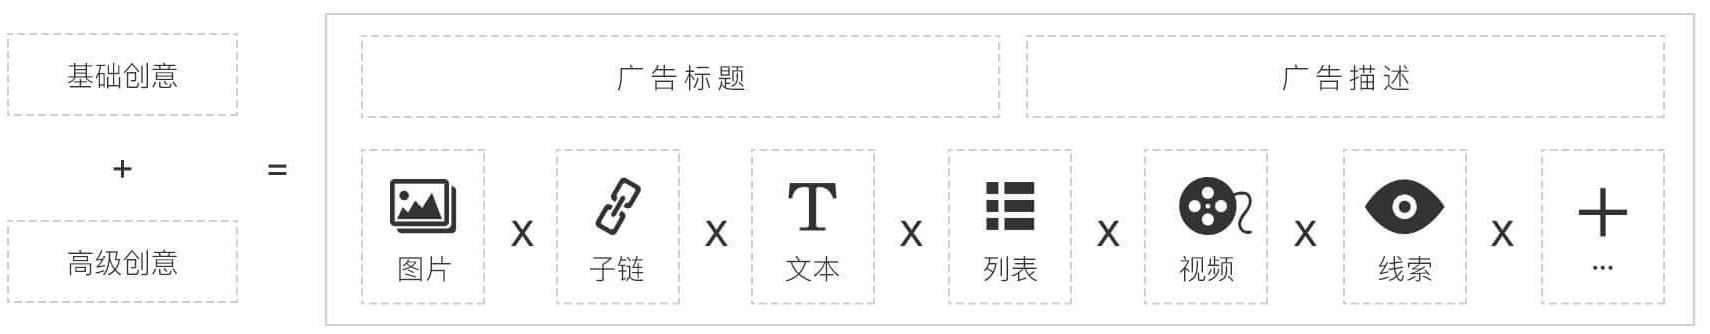 基础创意
+
高级创意
=
广告标题 广告描述
图片 x 子链 x 文本 x 列表 x 视频 x 线索 x ...